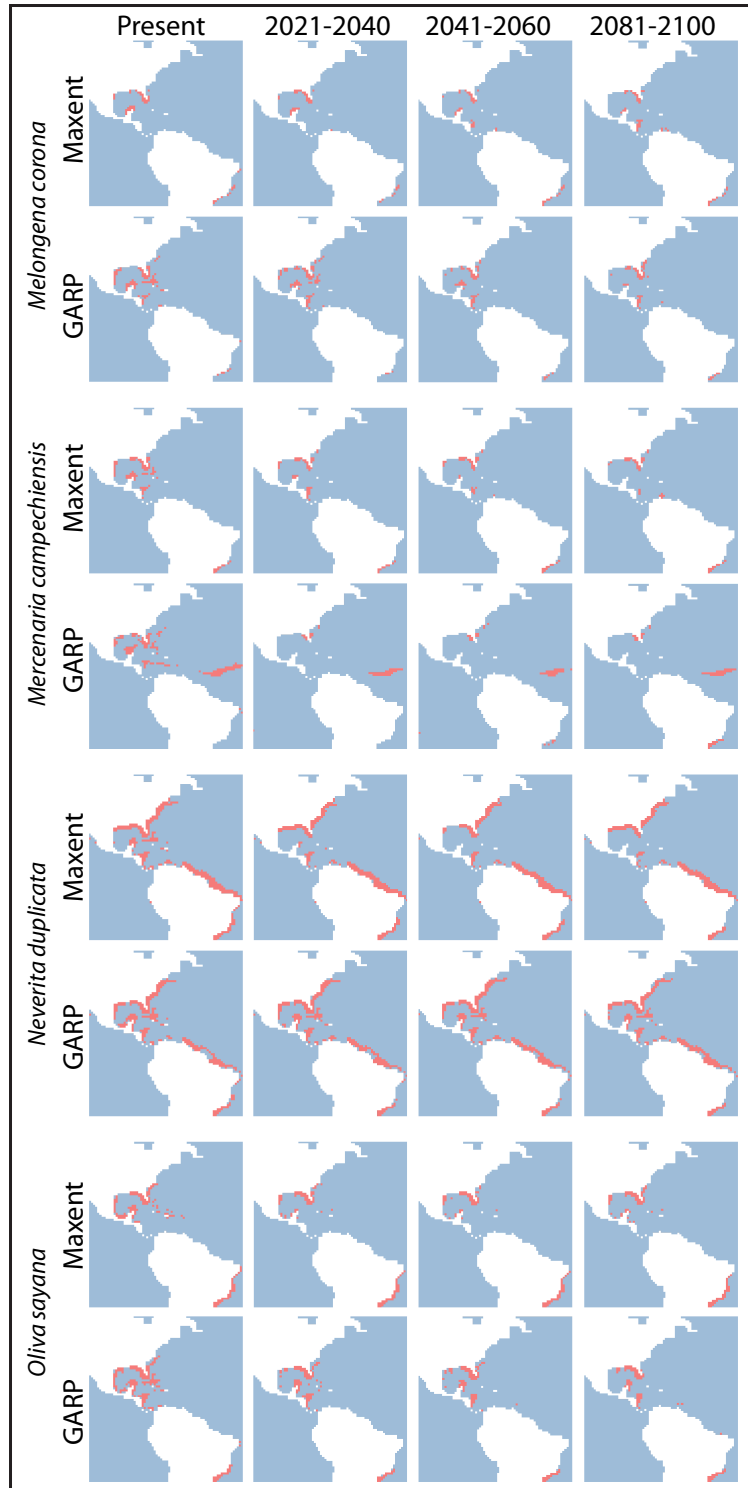 Present 2021-2040 2041-2060 2081-2100
Melongena corona
Maxent
GARP
Mercenaria campechiensis
Maxent
GARP
Neverita duplicata
Maxent
GARP
Oliva sayana
Maxent
GARP